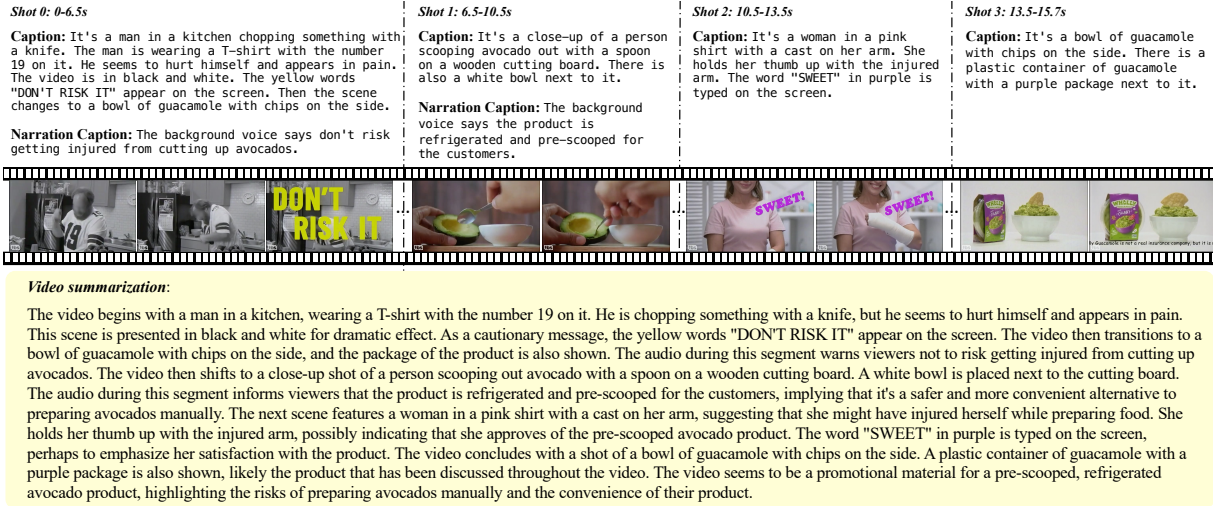 Shot 0: 0-6.5s
Caption: It's a man in a kitchen chopping something with
a knife. The man is wearing a T-shirt with the number
19 on it. He seems to hurt himself and appears in pain.
The video is in black and white. The yellow words
"DON'T RISK IT" appear on the screen. Then the scene
changes to a bowl of guacamole with chips on the side.
Narration Caption: The background voice says don't risk
getting injured from cutting up avocados.
Shot 1: 6.5-10.5s
Caption: It's a close-up of a person
scooping avocado out with a spoon
on a wooden cutting board. There is
also a white bowl next to it.
Narration Caption: The background
voice says the product is
refrigerated and pre-scooped for
the customers.
Shot 2: 10.5-13.5s
Caption: It's a woman in a pink
shirt with a cast on her arm. She
holds her thumb up with the injured
arm. The word "SWEET" in purple is
typed on the screen.
Shot 3: 13.5-15.7s
Caption: It's a bowl of guacamole
with chips on the side. There is a
plastic container of guacamole
with a purple package next to it.
19
DON'T
RISK IT
...
...
SWEET!
SWEET!
...
WHOLLY
Guacamole is not a real insurance company, but it is
Video summarization:
The video begins with a man in a kitchen, wearing a T-shirt with the number 19 on it. He is chopping something with a knife, but he seems to hurt himself and appears in pain.
This scene is presented in black and white for dramatic effect. As a cautionary message, the yellow words "DON'T RISK IT" appear on the screen. The video then transitions to a
bowl of guacamole with chips on the side, and the package of the product is also shown. The audio during this segment warns viewers not to risk getting injured from cutting up
avocados. The video then shifts to a close-up shot of a person scooping out avocado with a spoon on a wooden cutting board. A white bowl is placed next to the cutting board.
The audio during this segment informs viewers that the product is refrigerated and pre-scooped for the customers, implying that it's a safer and more convenient alternative to
preparing avocados manually. The next scene features a woman in a pink shirt with a cast on her arm, suggesting that she might have injured herself while preparing food. She
holds her thumb up with the injured arm, possibly indicating that she approves of the pre-scooped avocado product. The word "SWEET" in purple is typed on the screen,
perhaps to emphasize her satisfaction with the product. The video concludes with a shot of a bowl of guacamole with chips on the side. A plastic container of guacamole with a
purple package is also shown, likely the product that has been discussed throughout the video. The video seems to be a promotional material for a pre-scooped, refrigerated
avocado product, highlighting the risks of preparing avocados manually and the convenience of their product.